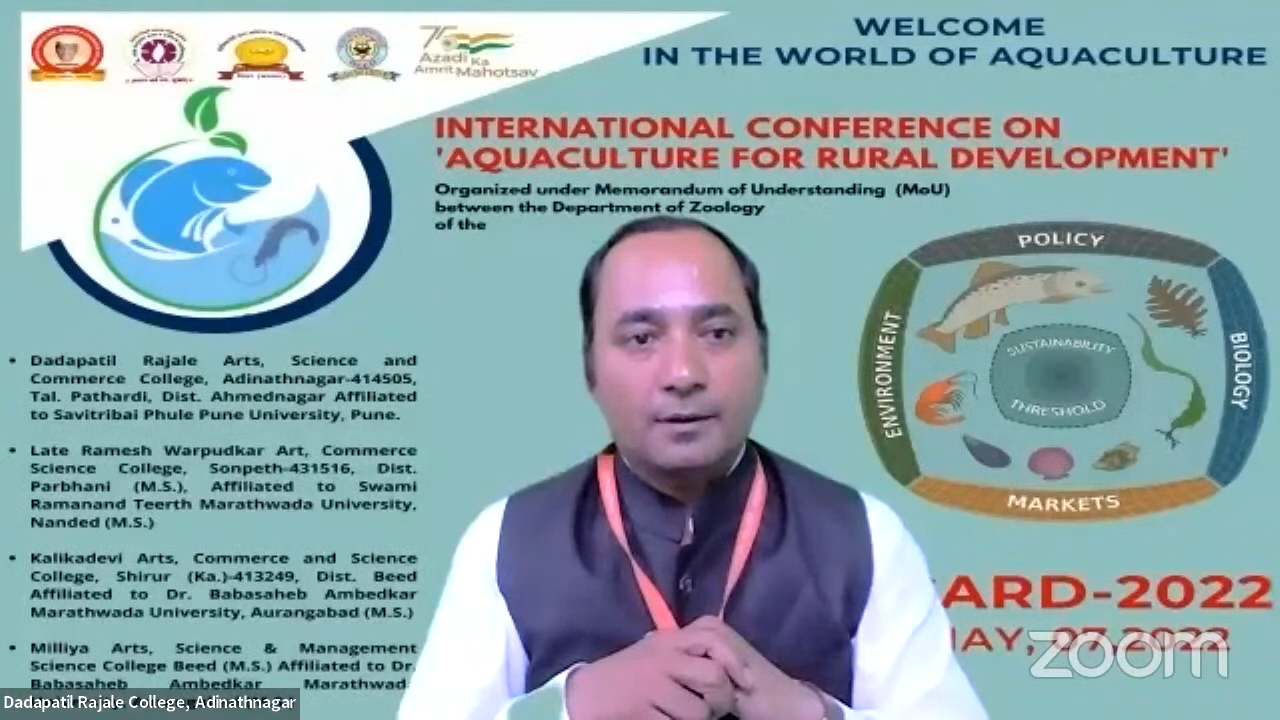 75
Azadi Ka
Amrit Mahotsav
WELCOME
IN THE WORLD OF AQUACULTURE
INTERNATIONAL CONFERENCE ON
'AQUACULTURE FOR RURAL DEVELOPMENT'
Organized under Memorandum of Understanding (MoU)
between the Department of Zoology
of the
• Dadapatil Rajale Arts, Science and
Commerce College, Adinathnagar-414505,
Tal. Pathardi, Dist. Ahmednagar Affiliated
to Savitribai Phule Pune University, Pune.
• Late Ramesh Warpudkar Art, Commerce
Science College, Sonpeth-431516, Dist.
Parbhani (M.S.), Affiliated to Swami
Ramanand Teerth Marathwada University,
Nanded (M.S.)
• Kalikadevi Arts, Commerce and Science
College, Shirur (Ka.)-413249, Dist. Beed
Affiliated to Dr. Babasaheb Ambedkar
Marathwada University, Aurangabad (M.S.)
• Milliya Arts, Science & Management
Science College Beed (M.S.) Affiliated to Dr.
Babasaheb Ambedkar Marathwada
POLICY
ENVIRONMENT
BIOLOGY
SUSTAINABILITY
THRESHOLD
MARKETS
ARD-2022
MAY, 07,2022
zoom
Dadapatil Rajale College, Adinathnagar